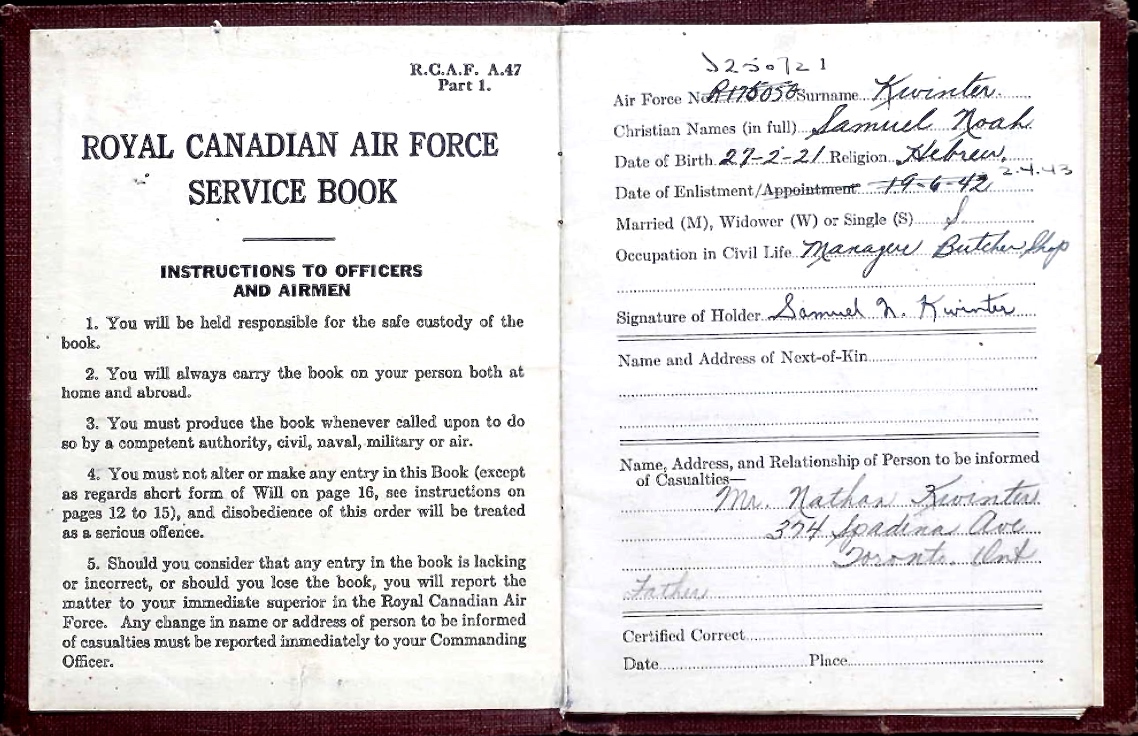 R.C.A.F. A.47
Part 1.
ROYAL CANADIAN AIR FORCE
SERVICE BOOK
INSTRUCTIONS TO OFFICERS
AND AIRMEN
1. You will be held responsible for the safe custody of the
book.
2. You will always carry the book on your person both at
home and abroad.
3. You must produce the book whenever called upon to do
so by a competent authority, civil, naval, military or air.
4. You must not alter or make any entry in this Book (except
as regards short form of Will on page 16, see instructions on
pages 12 to 15), and disobedience of this order will be treated
as a serious offence.
5. Should you consider that any entry in the book is lacking
or incorrect, or should you lose the book, you will report the
matter to your immediate superior in the Royal Canadian Air
Force. Any change in name or address of person to be informed
of casualties must be reported immediately to your Commanding
Officer.
Air Force No. Surname Kwinter
Christian Names (in full) Samuel Noah
Date of Birth 27-2-21 Religion Hebrew.
2.4.43
Date of Enlistment/Appointment 19-6-42
Married (M), Widower (W) or Single (S) S
Occupation in Civil Life Manager Butcher Shop
Signature of Holder Samuel N. Kwinter
Name and Address of Next-of-Kin
Name, Address, and Relationship of Person to be informed
of Casualties—
Mr. Nathan Kwinter
374 Spadina Ave
Toronto Ont
Father
Certified Correct
Date Place